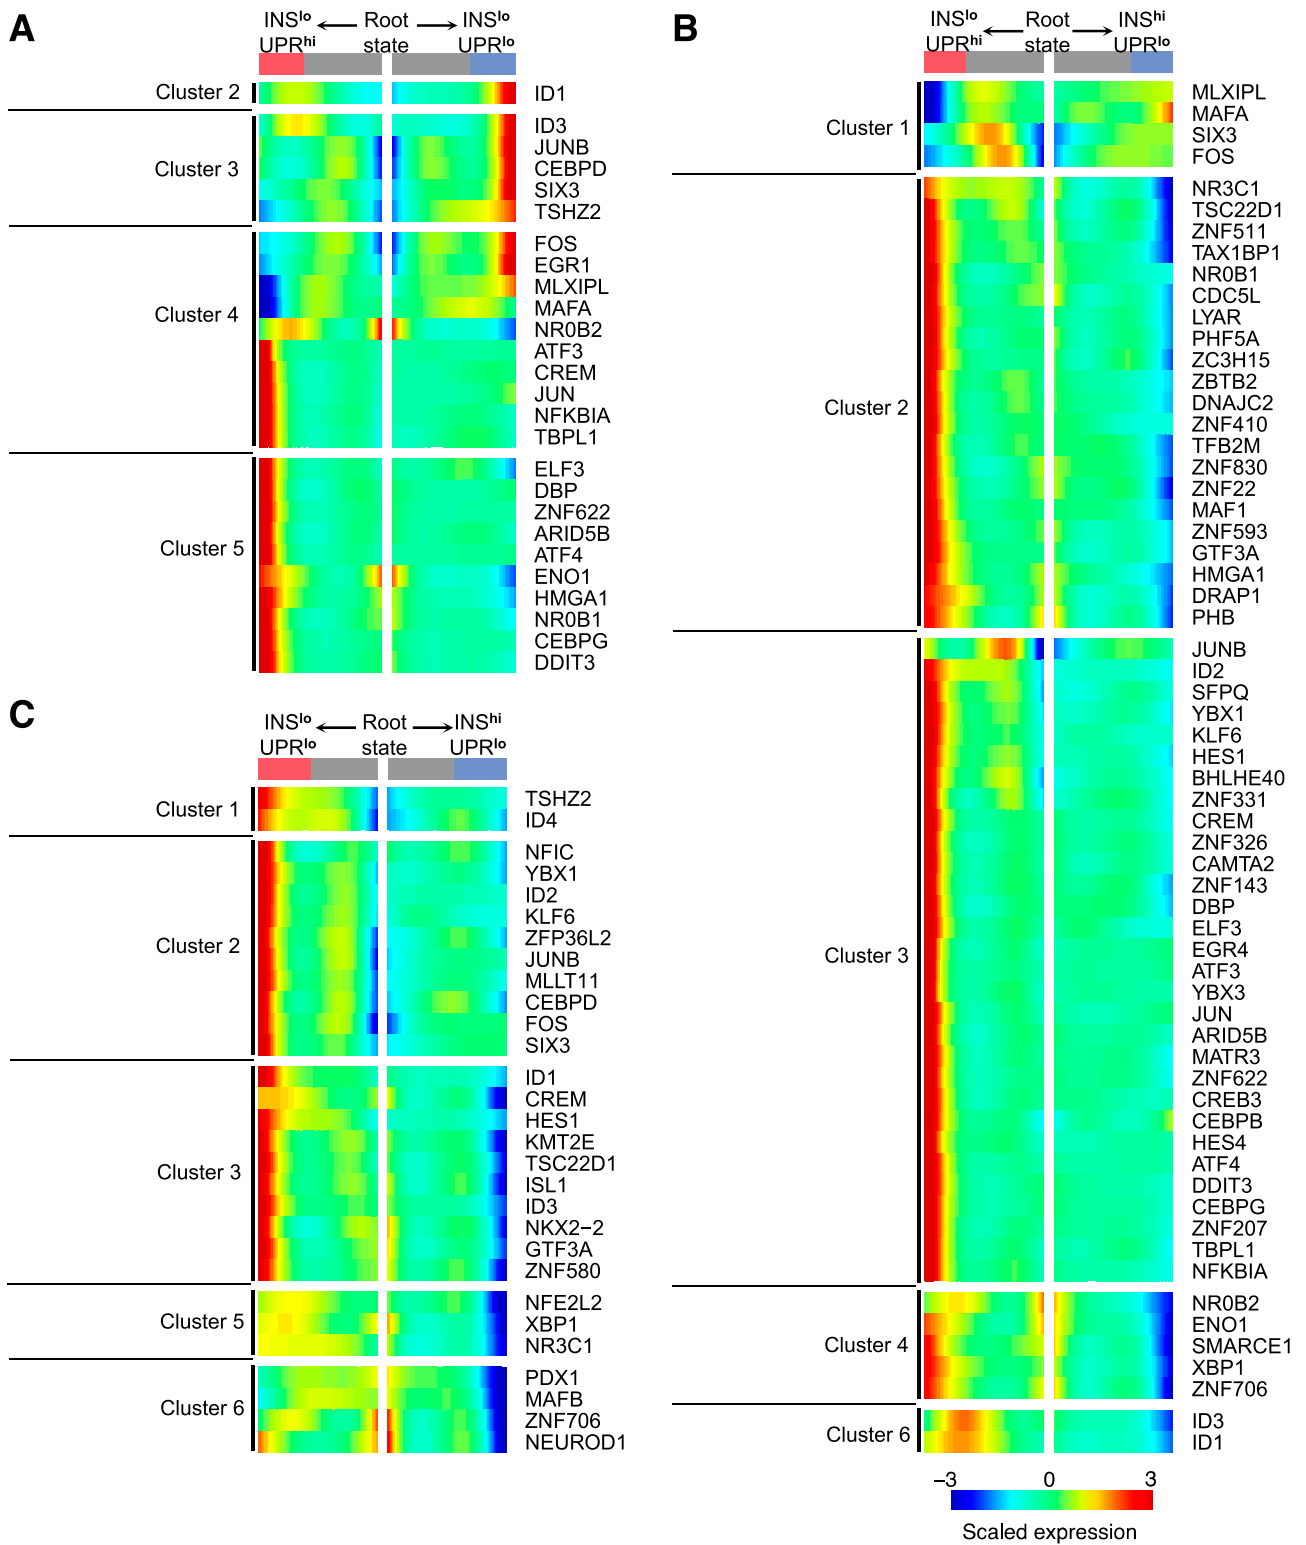 A
INSlo Root INSlo
UPRhi state UPRlo
Cluster 2
ID1
Cluster 3
ID3
JUNB
CEBPD
SIX3
TSHZ2
Cluster 4
FOS
EGR1
MLXIPL
MAFA
NR0B2
ATF3
CREM
JUN
NFKBIA
TBPL1
Cluster 5
ELF3
DBP
ZNF622
ARID5B
ATF4
ENO1
HMGA1
NR0B1
CEBPG
DDIT3
B
INSlo Root INShi
UPRhi state UPRlo
Cluster 1
MLXIPL
MAFA
SIX3
FOS
Cluster 2
NR3C1
TSC22D1
ZNF511
TAX1BP1
NR0B1
CDC5L
LYAR
PHF5A
ZC3H15
ZBTB2
DNAJC2
ZNF410
TFB2M
ZNF830
ZNF22
MAF1
ZNF593
GTF3A
HMGA1
DRAP1
PHB
Cluster 3
JUNB
ID2
SFPQ
YBX1
KLF6
HES1
BHLHE40
ZNF331
CREM
ZNF326
CAMTA2
ZNF143
DBP
ELF3
EGR4
ATF3
YBX3
JUN
ARID5B
MATR3
ZNF622
CREB3
CEBPB
HES4
ATF4
DDIT3
CEBPG
ZNF207
TBPL1
NFKBIA
Cluster 4
NR0B2
ENO1
SMARCE1
XBP1
ZNF706
Cluster 6
ID3
ID1
−3 0 3
Scaled expression
C
INSlo Root INShi
UPRlo state UPRlo
Cluster 1
TSHZ2
ID4
Cluster 2
NFIC
YBX1
ID2
KLF6
ZFP36L2
JUNB
MLLT11
CEBPD
FOS
SIX3
Cluster 3
ID1
CREM
HES1
KMT2E
TSC22D1
ISL1
ID3
NKX2−2
GTF3A
ZNF580
Cluster 5
NFE2L2
XBP1
NR3C1
Cluster 6
PDX1
MAFB
ZNF706
NEUROD1